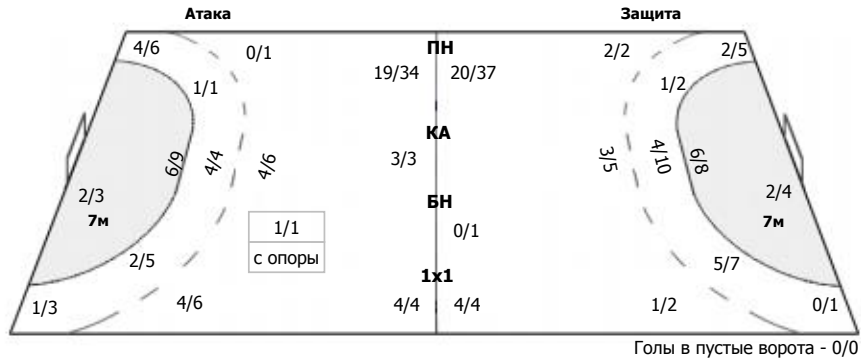 Атака Защита
4/6 0/1 ПН 2/2 2/5
19/34 20/37
1/1 1/2
КА
6/9 4/4 4/6 3/3 3/5 4/10 6/8
2/3 БН 2/4
7м 7м
1/1 0/1
с опоры
2/5 5/7
1х1
1/3 4/6 4/4 4/4 1/2 0/1
Голы в пустые ворота - 0/0